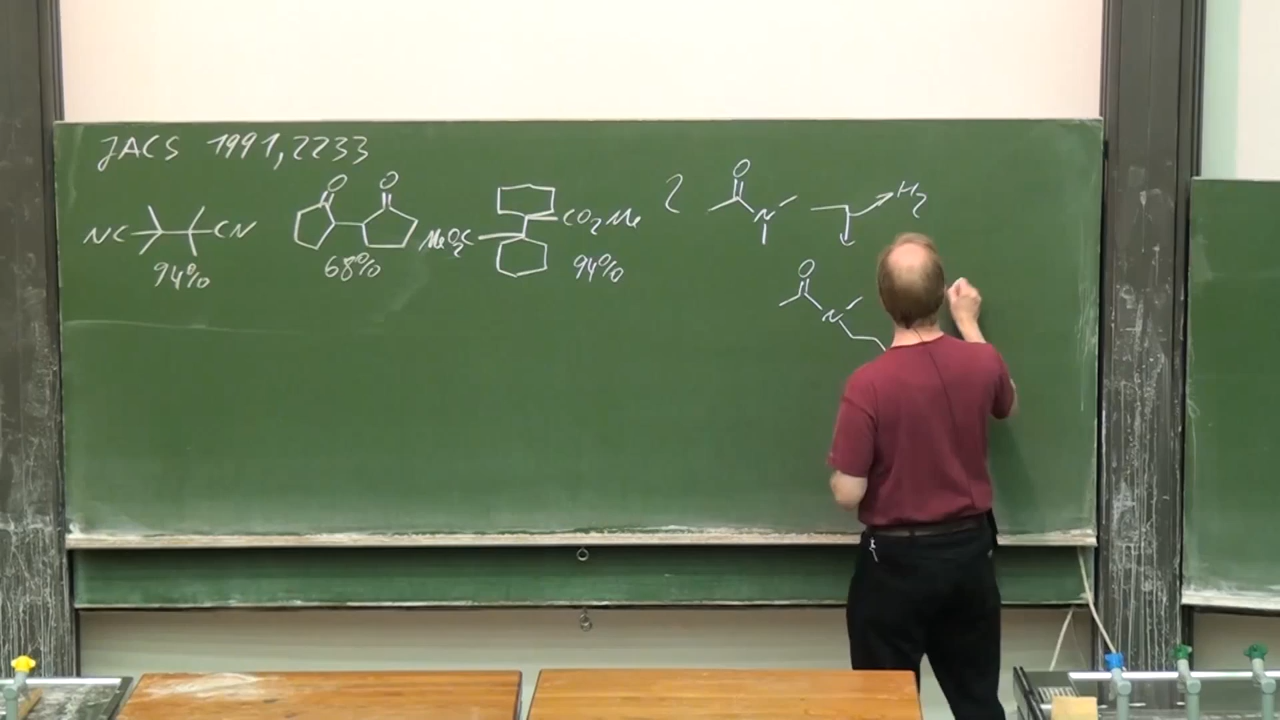 JACS 1991, 2233
NC CN
94%
O O
68%
MeO₂C CO₂Me
94%
2 O N H₂
O N